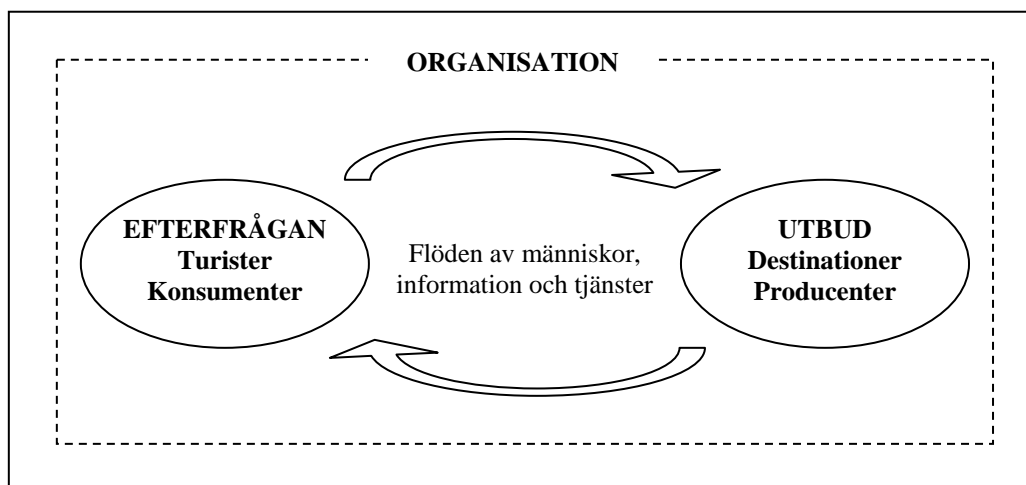 ORGANISATION
EFTERFRÅGAN
Turister
Konsumenter
Flöden av människor,
information och tjänster
UTBUD
Destinationer
Producenter